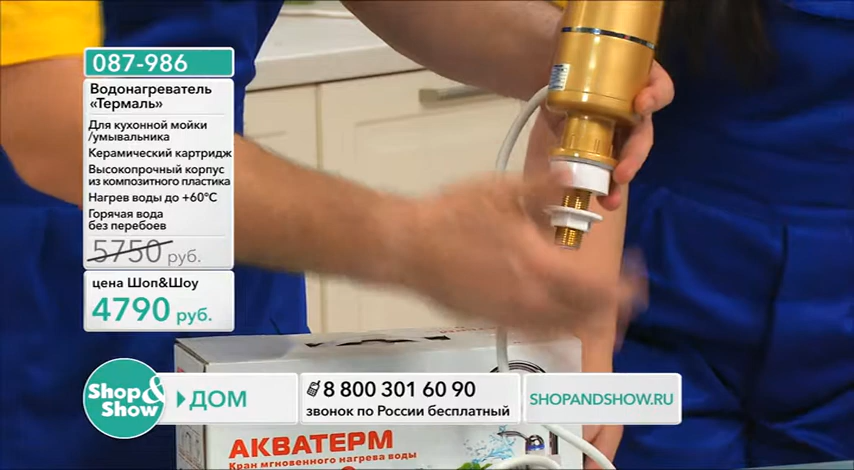 087-986
Водонагреватель
«Термаль»
Для кухонной мойки
/умывальника
Керамический картридж
Высокопрочный корпус
из композитного пластика
Нагрев воды до +60°С
Горячая вода
без перебоев
5750 руб.
цена Шоп&Шоу
4790 руб.
Shop&
Show
ДОМ
8 800 301 60 90
звонок по России бесплатный
SHOPANDSHOW.RU
АКВАТЕРМ
Кран мгновенного нагрева воды